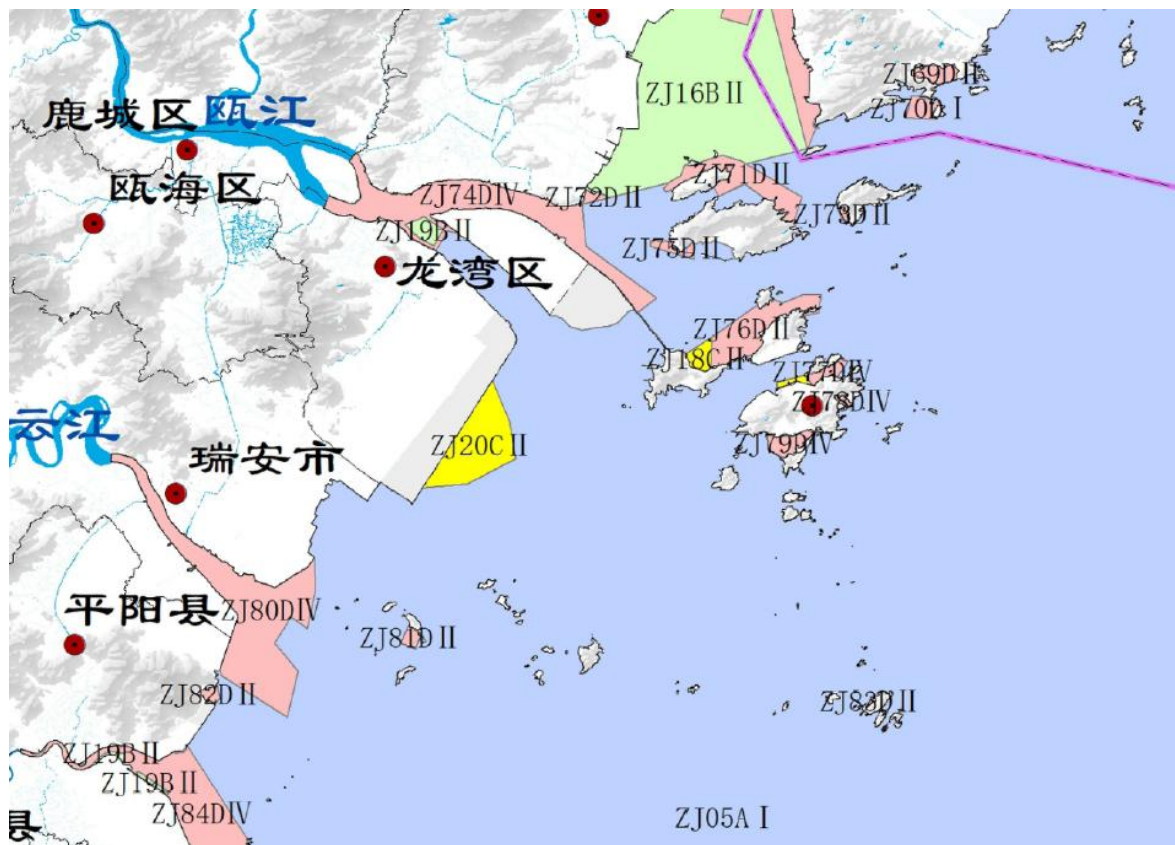 ZJ69DⅡ
ZJ16BⅡ
ZJ70DⅠ
鹿城区
瓯江
瓯海区
ZJ71DⅡ
ZJ74DⅣ
ZJ72DⅡ
ZJ73DⅡ
ZJ19BⅡ
ZJ75DⅡ
龙湾区
ZJ76DⅡ
ZJ18CⅡ
ZJ77DⅣ
ZJ78DⅣ
云江
ZJ20CⅡ
ZJ79DⅣ
瑞安市
平阳县
ZJ80DⅣ
ZJ81DⅡ
ZJ82DⅡ
ZJ83DⅡ
ZJ19BⅡ
ZJ19BⅡ
ZJ84DⅣ
ZJ05AⅠ
县